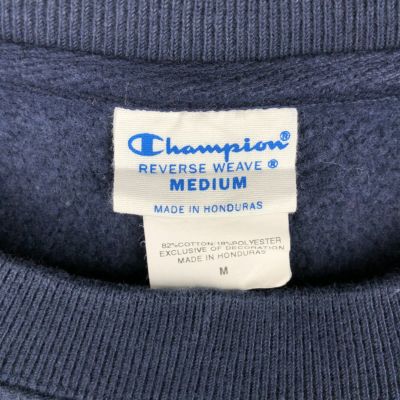 Champion®
REVERSE WEAVE ®
MEDIUM
MADE IN HONDURAS
82%COTTON 18%POLYESTER
EXCLUSIVE OF DECORATION
MADE IN HONDURAS
M